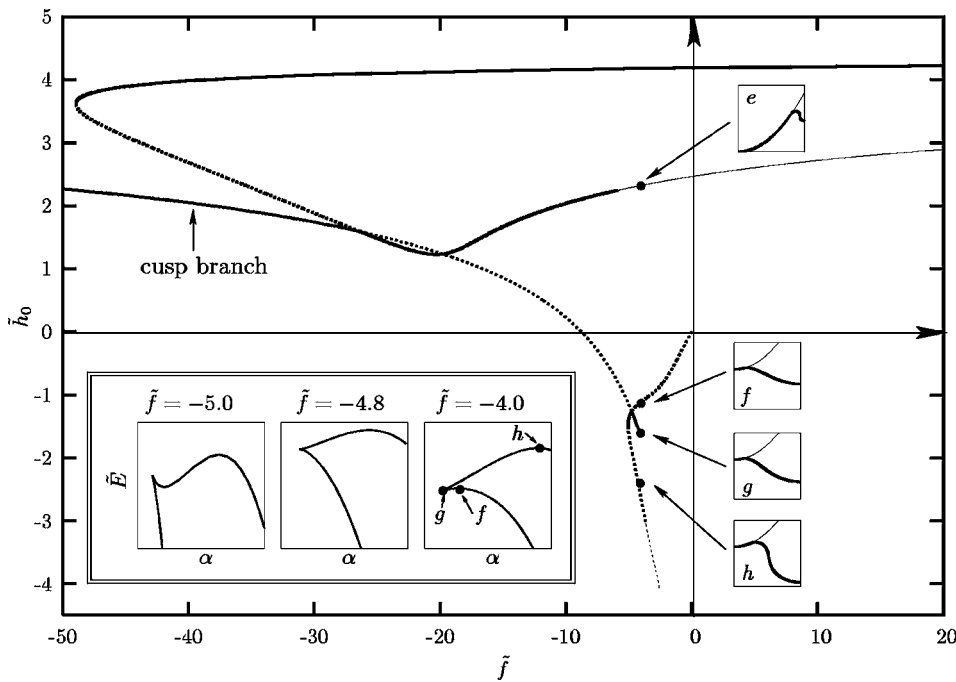 5
4
3
2
1
0
-1
-2
-3
-4
h̃₀
e
cusp branch
f̃ = −5.0
f̃ = −4.8
f̃ = −4.0
Ẽ
h
g
f
α
α
α
f
g
h
-50
-40
-30
-20
-10
0
10
20
f̃